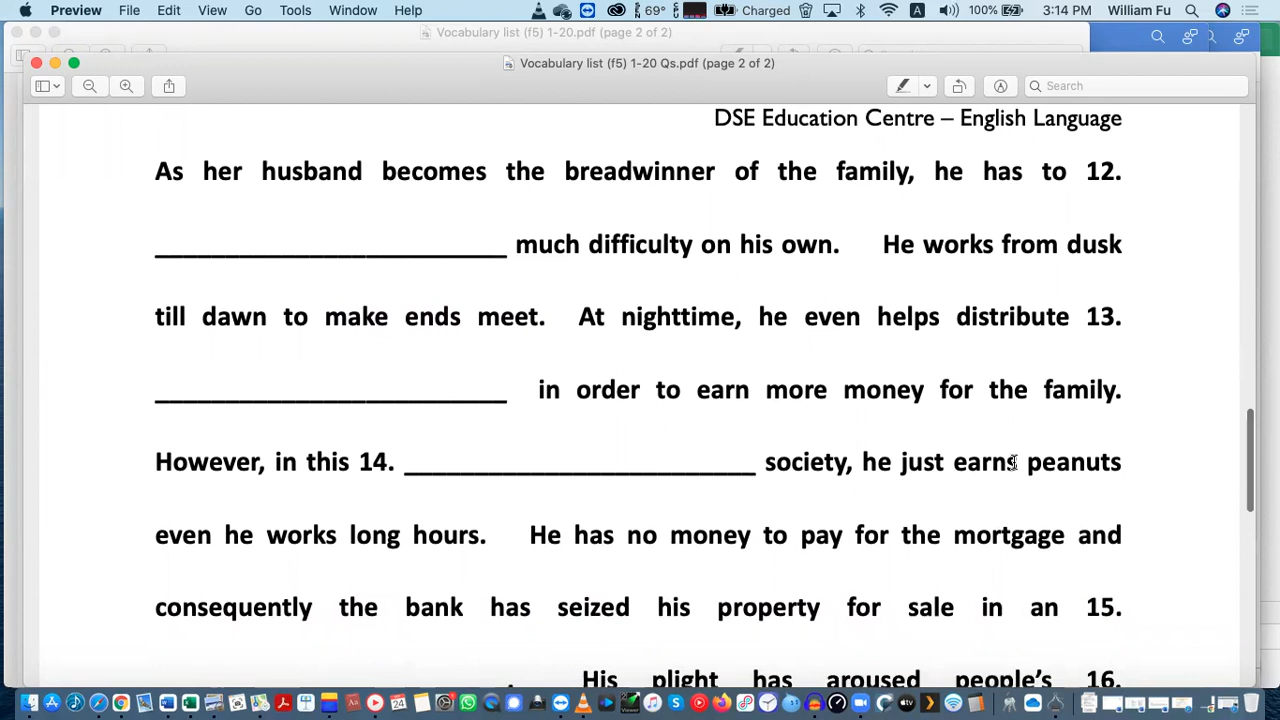 Preview File Edit View Go Tools Window Help 69° Charged A 100% 3:14 PM William Fu
Vocabulary list (f5) 1-20.pdf (page 2 of 2)
Vocabulary list (f5) 1-20 Qs.pdf (page 2 of 2)
Search
DSE Education Centre – English Language
As her husband becomes the breadwinner of the family, he has to 12.
_________________________ much difficulty on his own. He works from dusk
till dawn to make ends meet. At nighttime, he even helps distribute 13.
_________________________ in order to earn more money for the family.
However, in this 14. _________________________ society, he just earns peanuts
even he works long hours. He has no money to pay for the mortgage and
consequently the bank has seized his property for sale in an 15.
_________________________. His plight has aroused people’s 16.